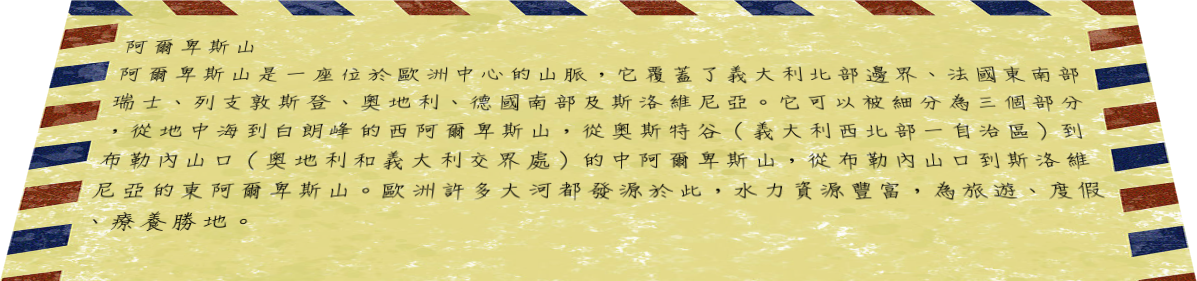 阿爾卑斯山
阿爾卑斯山是一座位於歐洲中心的山脈，它覆蓋了義大利北部邊界、法國東南部
瑞士、列支敦斯登、奧地利、德國南部及斯洛維尼亞。它可以被細分為三個部分
，從地中海到白朗峰的西阿爾卑斯山，從奧斯特谷（義大利西北部一自治區）到
布勒內山口（奧地利和義大利交界處）的中阿爾卑斯山，從布勒內山口到斯洛維
尼亞的東阿爾卑斯山。歐洲許多大河都發源於此，水力資源豐富，為旅遊、度假
、療養勝地。